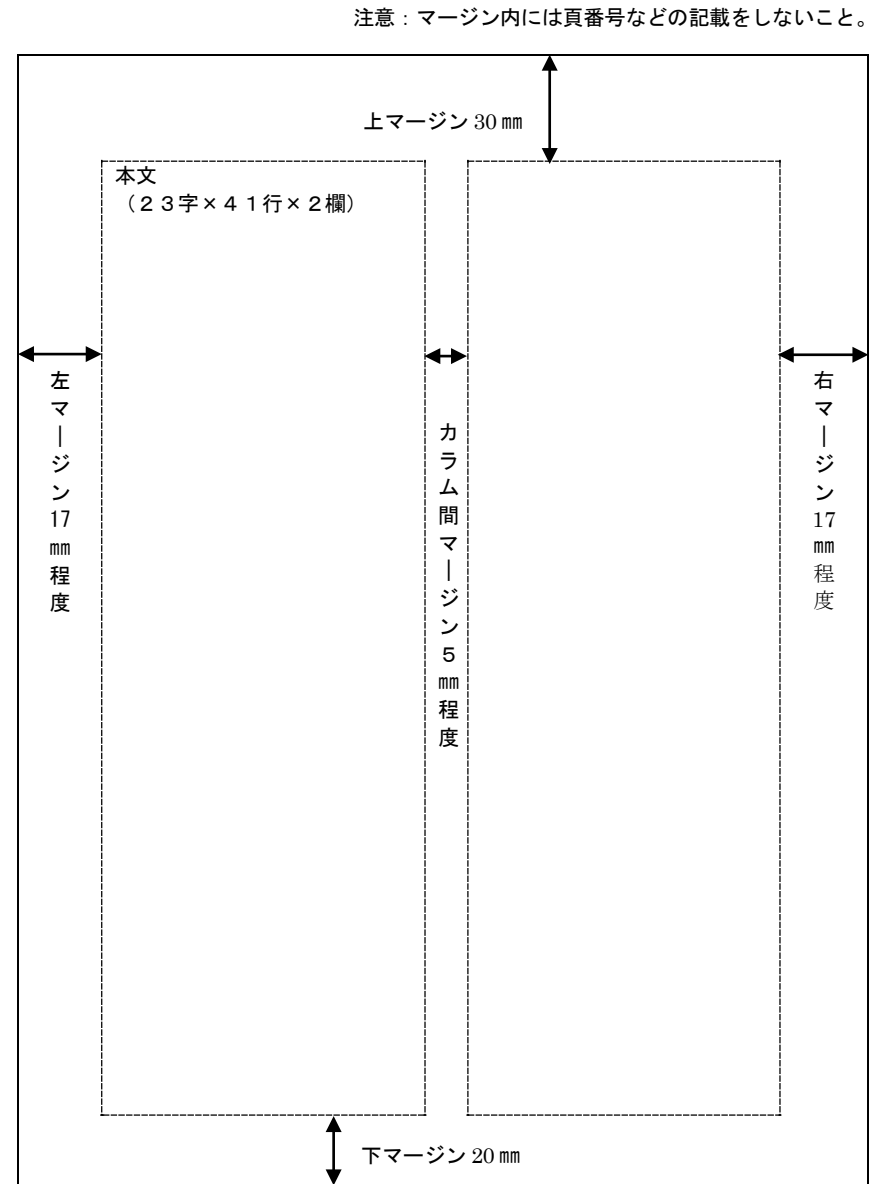 注意：マージン内には頁番号などの記載をしないこと。
上マージン 30 ㎜
本文
（２３字×４１行×２欄）
左マージン17㎜程度
カラム間マージン５㎜程度
右マージン17㎜程度
下マージン 20 ㎜